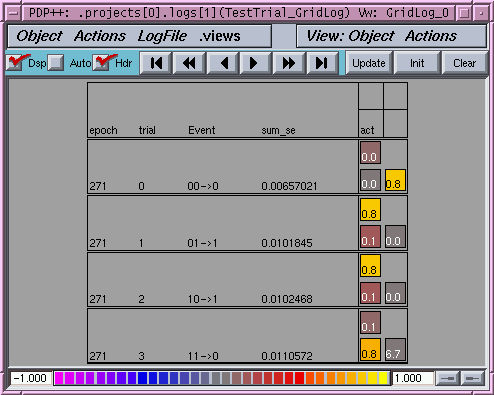 PDP++: .projects[0].logs[1](TestTrial_GridLog) Vw: GridLog_0
Object Actions LogFile .views View: Object Actions
Dsp Auto Hdr Update Init Clear
epoch trial Event sum_se act
0.0
271 0 00->0 0.00657021 0.0 0.8
0.8
271 1 01->1 0.0101845 0.1 0.0
0.8
271 2 10->1 0.0102468 0.1 0.0
0.1
271 3 11->0 0.0110572 0.8 6.7
-1.000 1.000